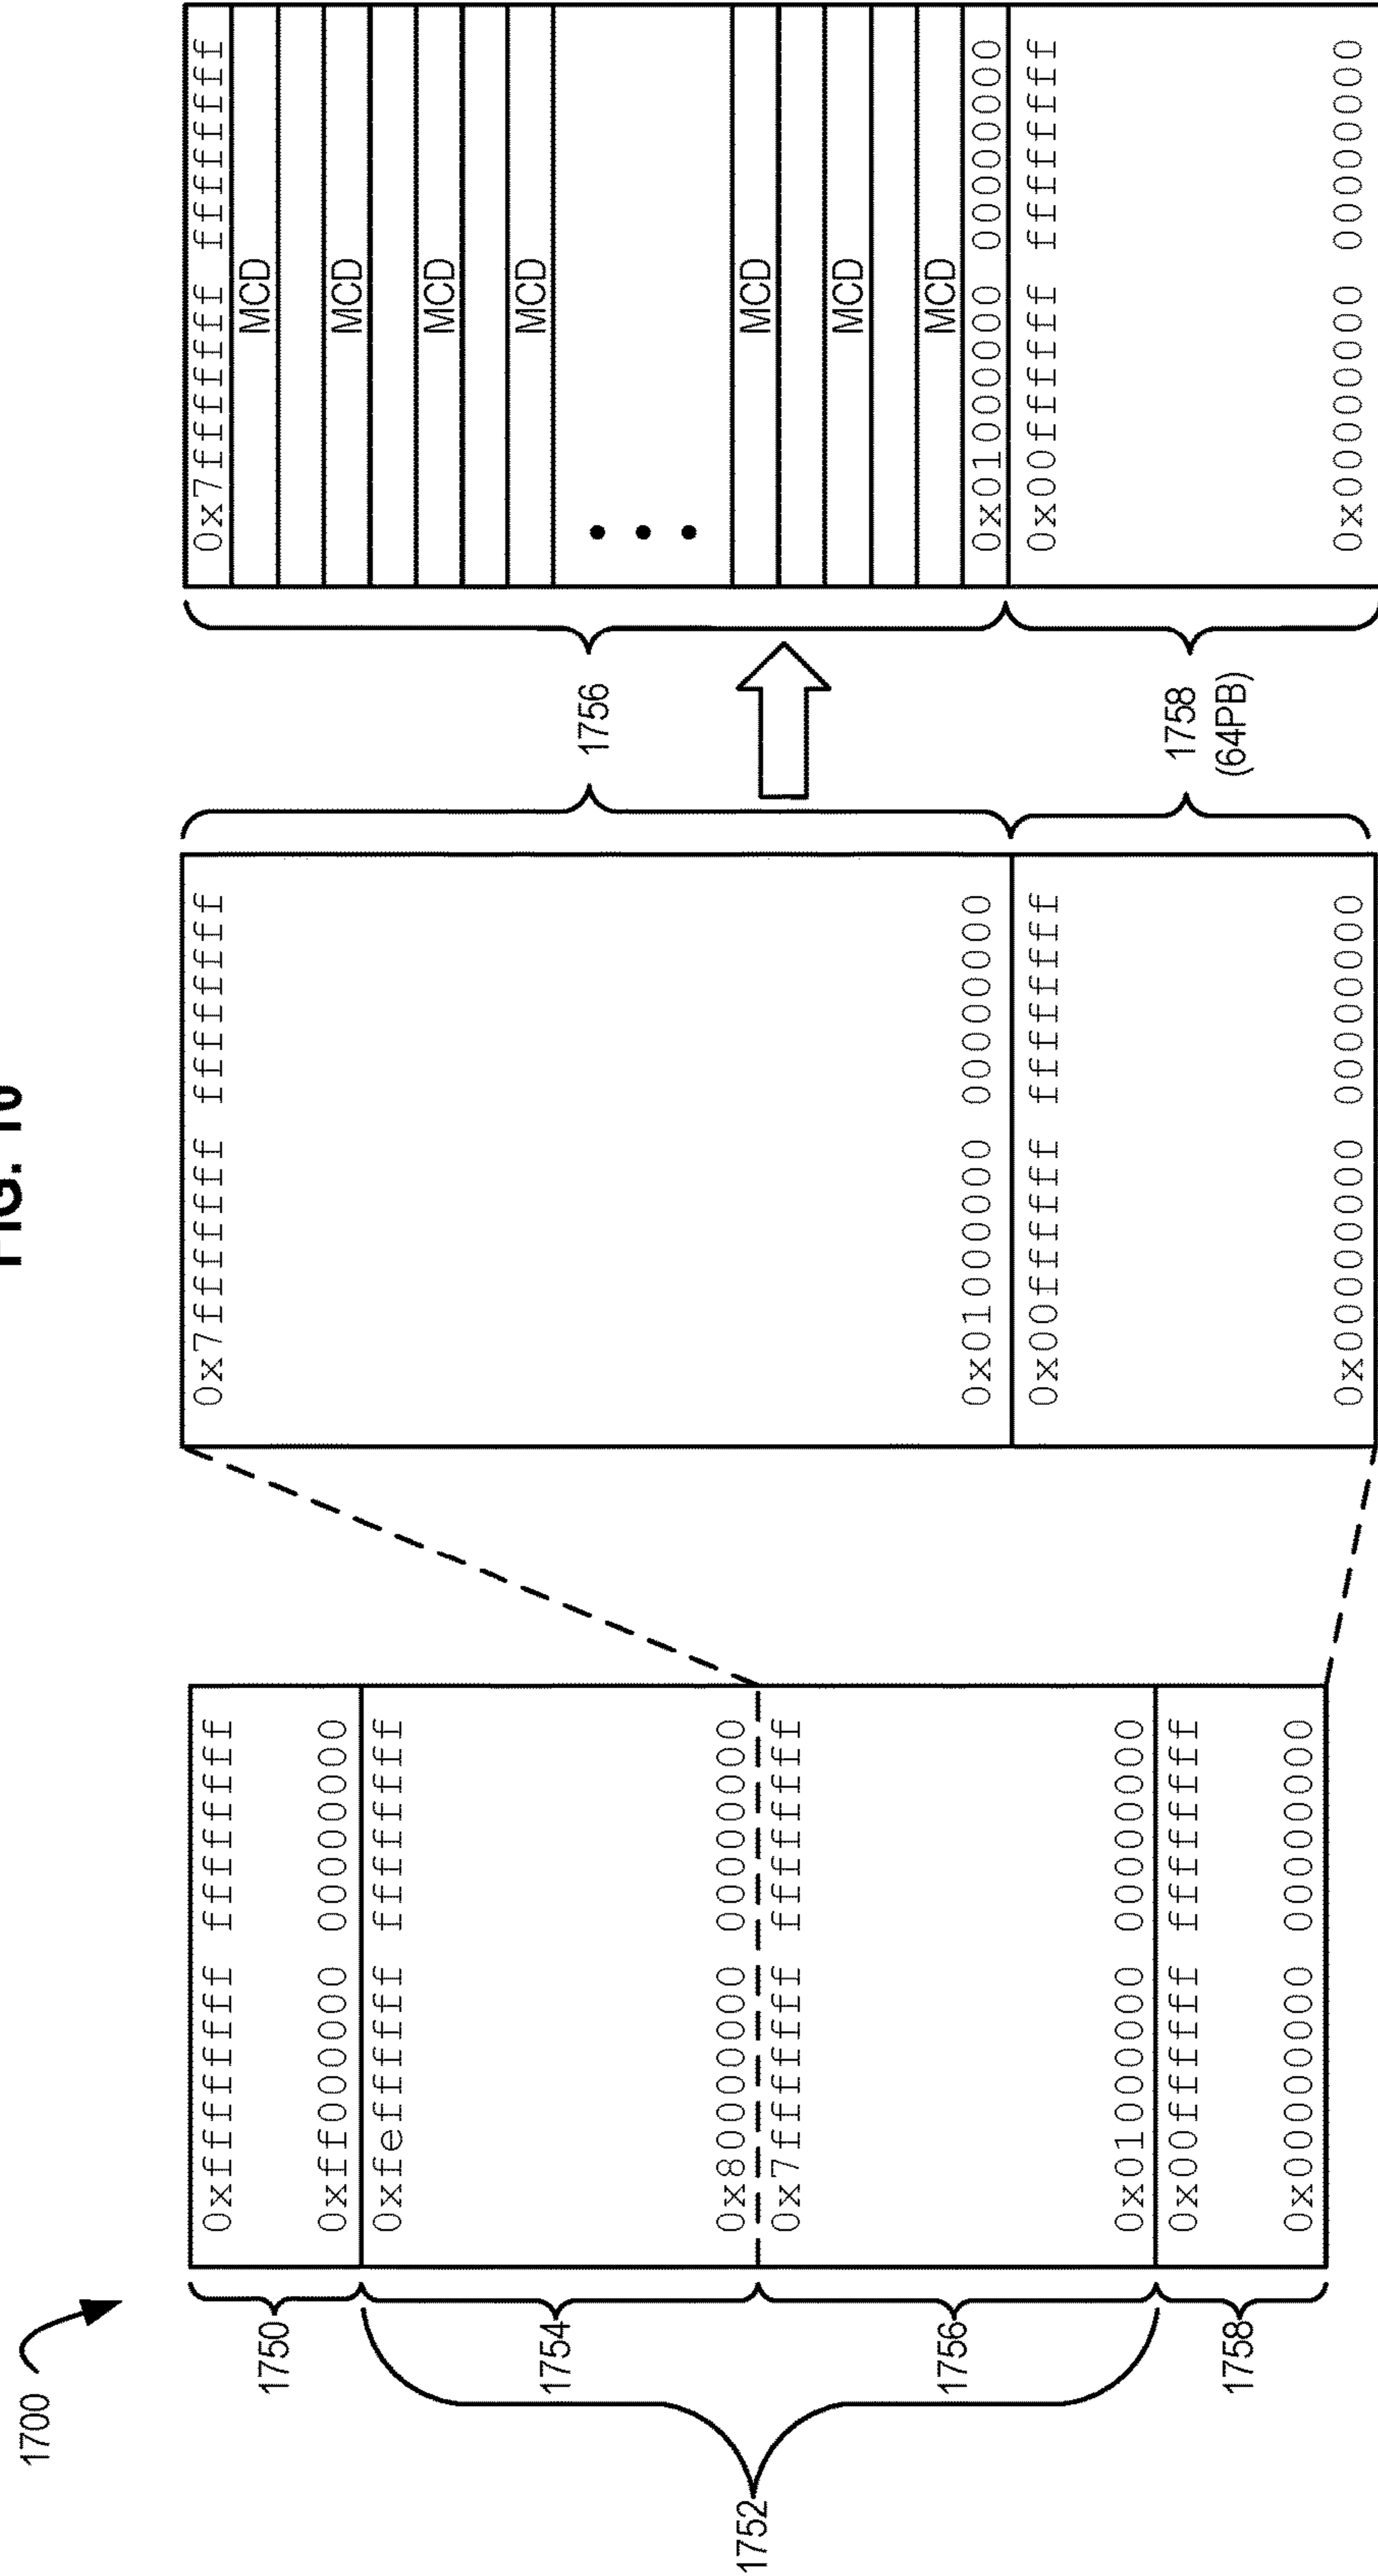 FIG.
1700
1750
1752
1754
1756
1758
0xffffffff ffffffff
0xff000000 00000000
0xfeffffff ffffffff
0x80000000 00000000
0x7fffffff ffffffff
0x01000000 00000000
0x00ffffff ffffffff
0x00000000 00000000
0x7fffffff ffffffff
0x01000000 00000000
0x00ffffff ffffffff
0x00000000 00000000
1756
1758
(64PB)
0x7fffffff ffffffff
MCD
MCD
MCD
MCD
MCD
MCD
MCD
0x01000000 00000000
0x00ffffff ffffffff
0x00000000 00000000